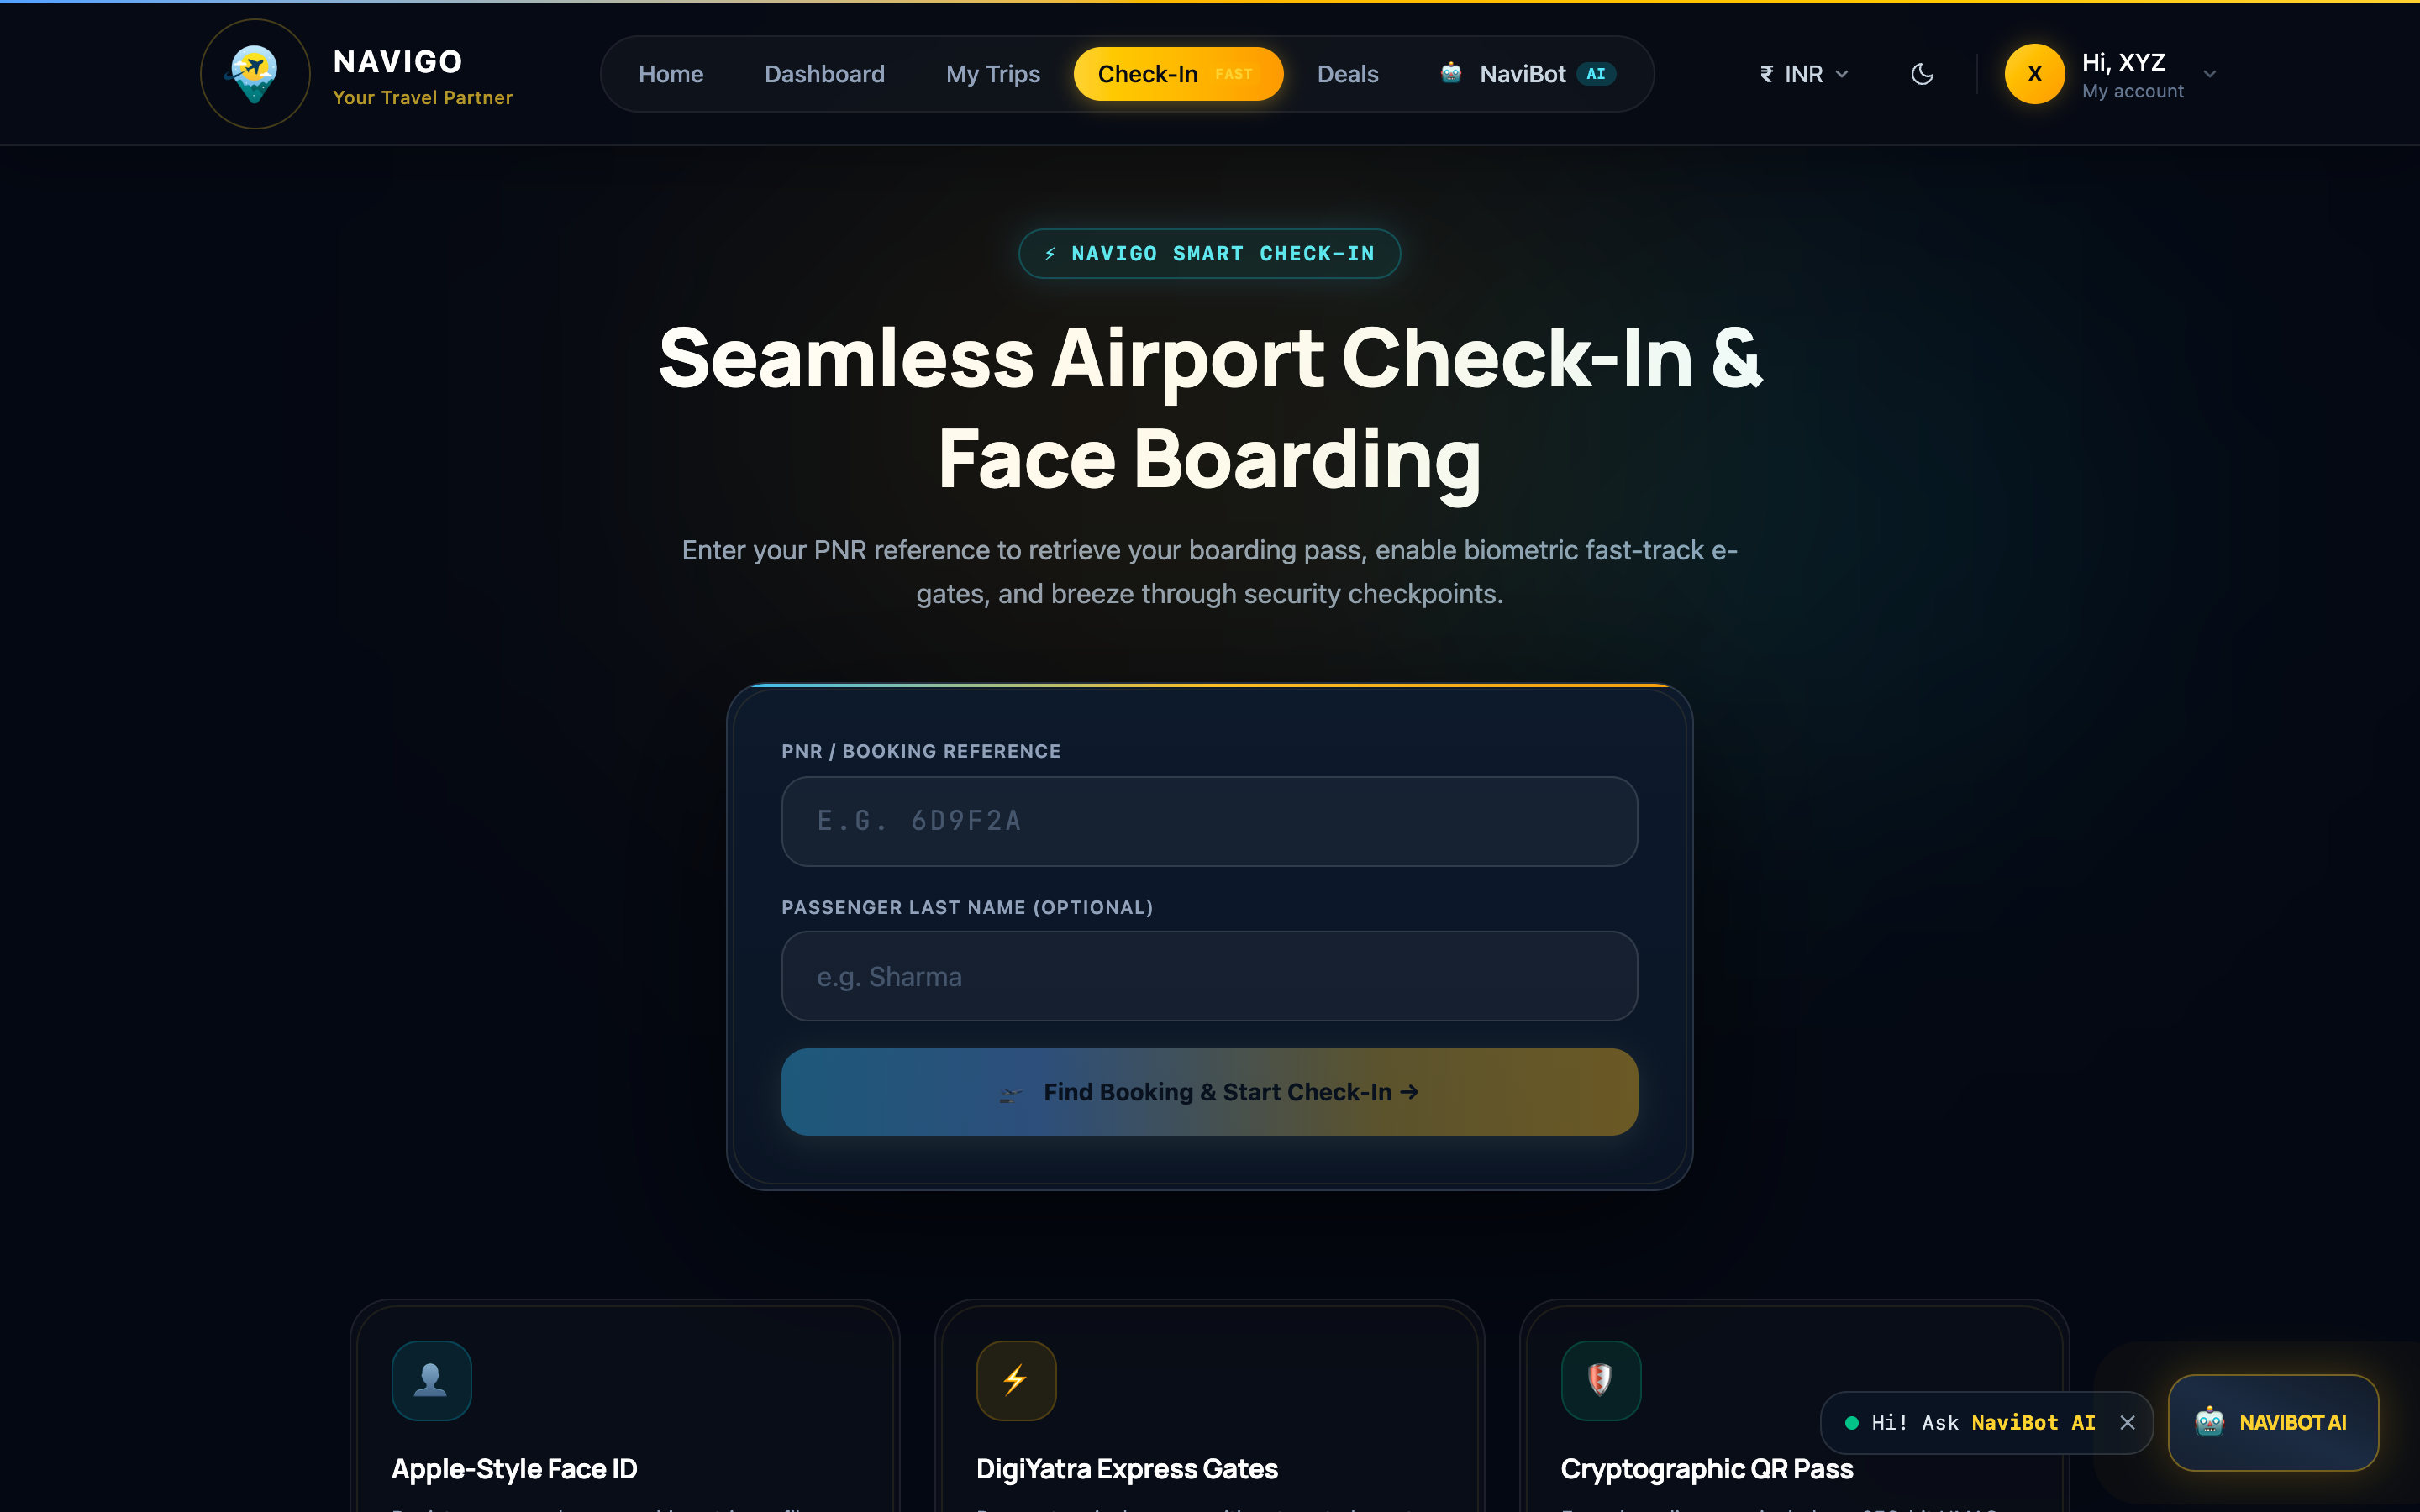 NAVIGO
Your Travel Partner
Home
Dashboard
My Trips
Check-In FAST
Deals
NaviBot AI
₹ INR
X
Hi, XYZ
My account
⚡ NAVIGO SMART CHECK-IN
Seamless Airport Check-In &
Face Boarding
Enter your PNR reference to retrieve your boarding pass, enable biometric fast-track e-
gates, and breeze through security checkpoints.
PNR / BOOKING REFERENCE
E.G. 6D9F2A
PASSENGER LAST NAME (OPTIONAL)
e.g. Sharma
Find Booking & Start Check-In →
Apple-Style Face ID
DigiYatra Express Gates
Cryptographic QR Pass
Hi! Ask NaviBot AI
NAVIBOT AI